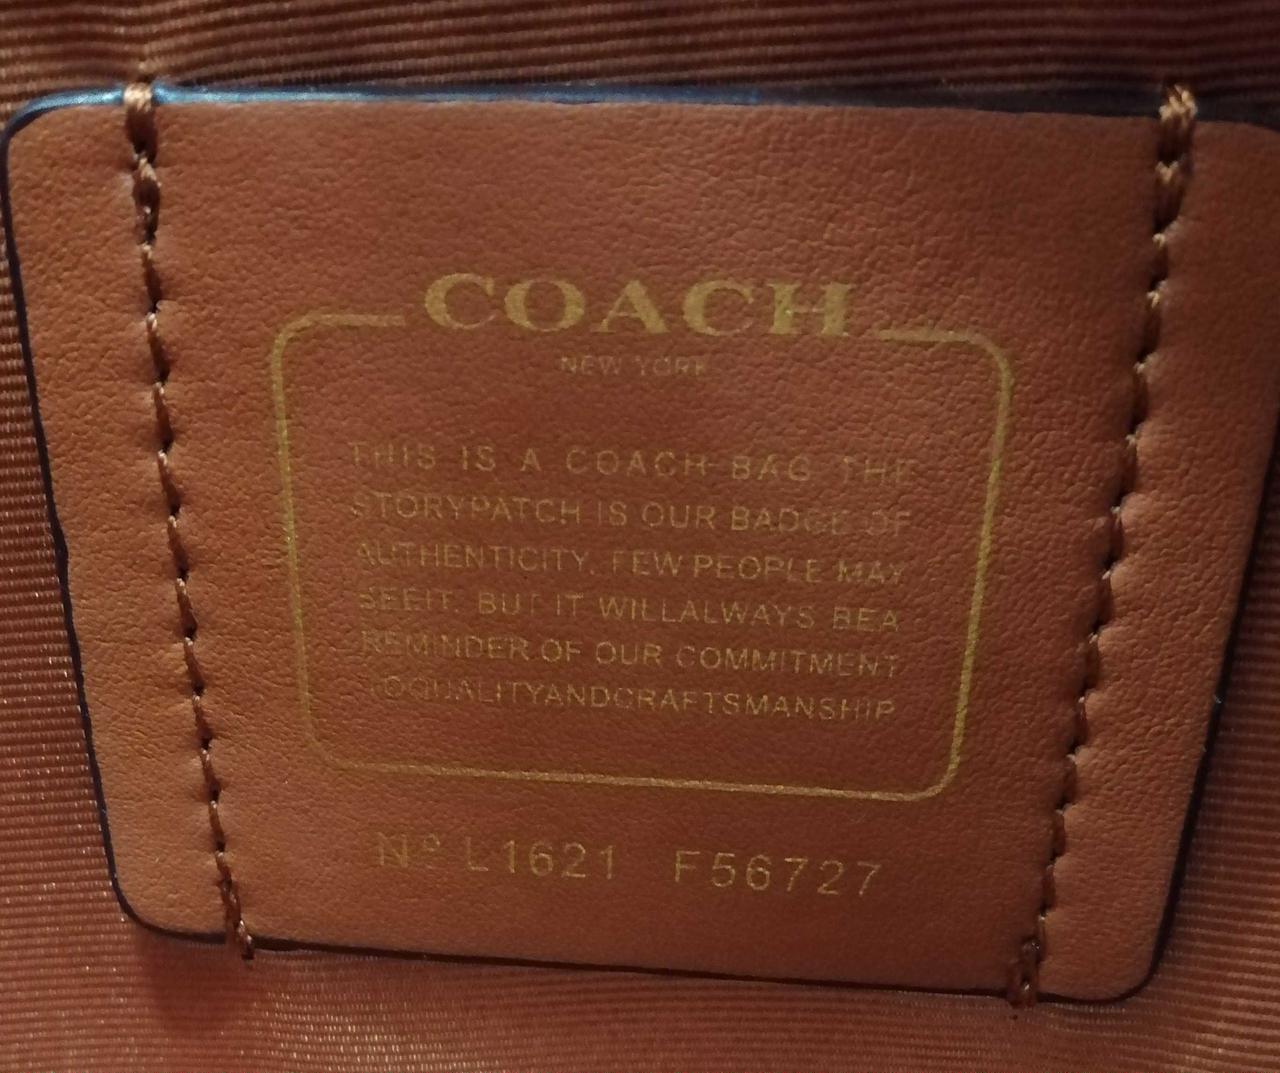 COACH
NEW YORK
THIS IS A COACH BAG THE
STORYPATCH IS OUR BADGE OF
AUTHENTICITY. FEW PEOPLE MAY
SEEIT. BUT IT WILLALWAYS BEA
REMINDER OF OUR COMMITMENT
TOQUALITYANDCRAFTSMANSHIP
Nº L1621 F56727